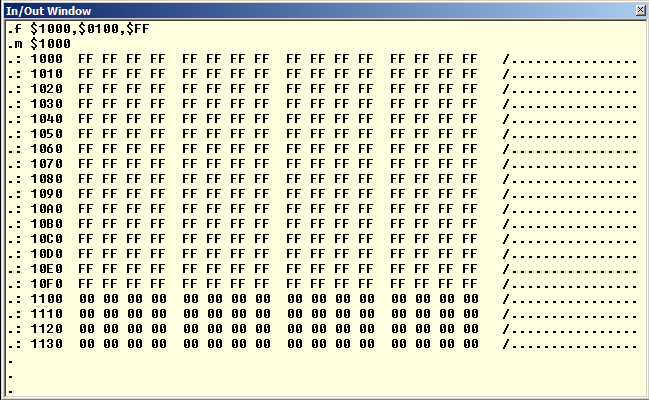 In/Out Window
.f $1000,$0100,$FF
.m $1000
.: 1000  FF FF FF FF  FF FF FF FF  FF FF FF FF  FF FF FF FF   /................
.: 1010  FF FF FF FF  FF FF FF FF  FF FF FF FF  FF FF FF FF   /................
.: 1020  FF FF FF FF  FF FF FF FF  FF FF FF FF  FF FF FF FF   /................
.: 1030  FF FF FF FF  FF FF FF FF  FF FF FF FF  FF FF FF FF   /................
.: 1040  FF FF FF FF  FF FF FF FF  FF FF FF FF  FF FF FF FF   /................
.: 1050  FF FF FF FF  FF FF FF FF  FF FF FF FF  FF FF FF FF   /................
.: 1060  FF FF FF FF  FF FF FF FF  FF FF FF FF  FF FF FF FF   /................
.: 1070  FF FF FF FF  FF FF FF FF  FF FF FF FF  FF FF FF FF   /................
.: 1080  FF FF FF FF  FF FF FF FF  FF FF FF FF  FF FF FF FF   /................
.: 1090  FF FF FF FF  FF FF FF FF  FF FF FF FF  FF FF FF FF   /................
.: 10A0  FF FF FF FF  FF FF FF FF  FF FF FF FF  FF FF FF FF   /................
.: 10B0  FF FF FF FF  FF FF FF FF  FF FF FF FF  FF FF FF FF   /................
.: 10C0  FF FF FF FF  FF FF FF FF  FF FF FF FF  FF FF FF FF   /................
.: 10D0  FF FF FF FF  FF FF FF FF  FF FF FF FF  FF FF FF FF   /................
.: 10E0  FF FF FF FF  FF FF FF FF  FF FF FF FF  FF FF FF FF   /................
.: 10F0  FF FF FF FF  FF FF FF FF  FF FF FF FF  FF FF FF FF   /................
.: 1100  00 00 00 00  00 00 00 00  00 00 00 00  00 00 00 00   /................
.: 1110  00 00 00 00  00 00 00 00  00 00 00 00  00 00 00 00   /................
.: 1120  00 00 00 00  00 00 00 00  00 00 00 00  00 00 00 00   /................
.: 1130  00 00 00 00  00 00 00 00  00 00 00 00  00 00 00 00   /................
.
.
.